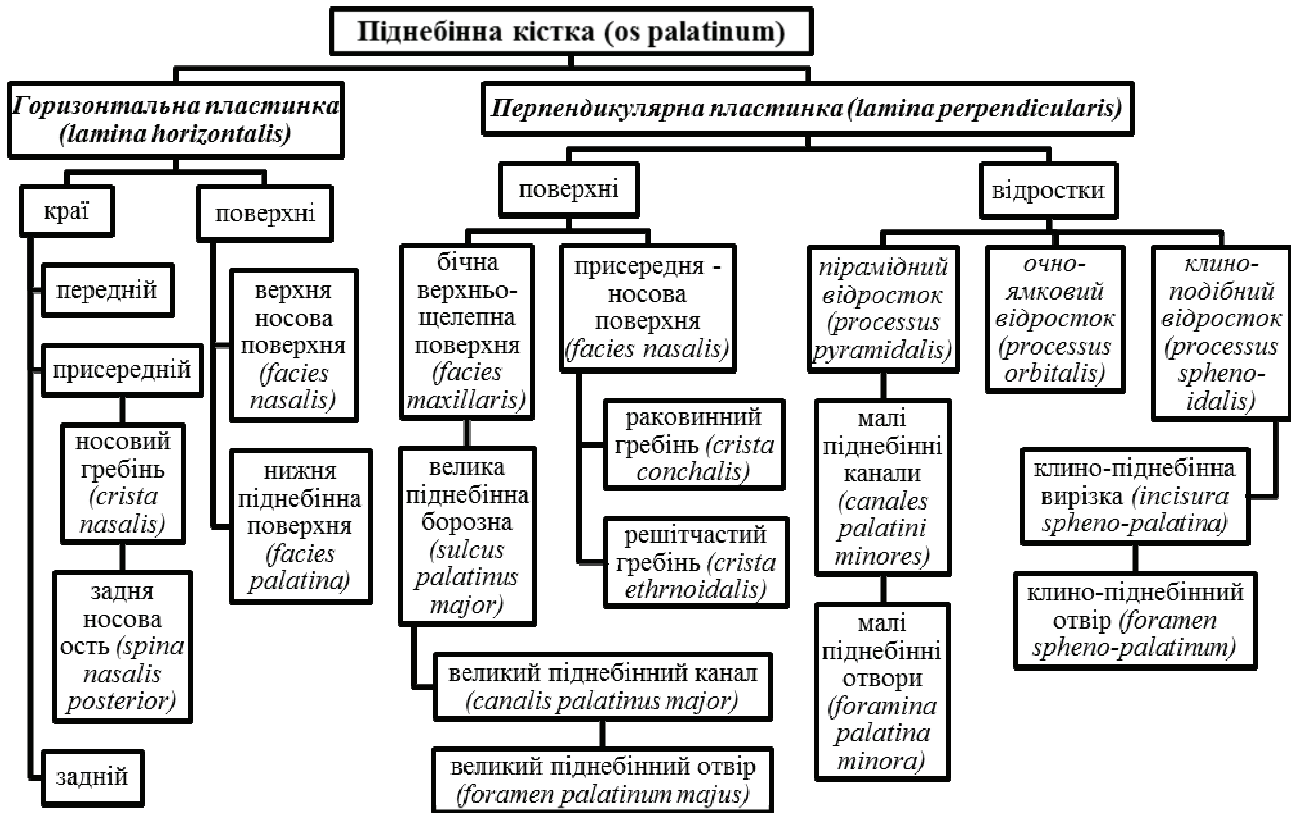 Піднебінна кістка (os palatinum)
Горизонтальна пластинка
(lamina horizontalis)
Перпендикулярна пластинка (lamina perpendicularis)
краї
поверхні
передній
присередній
носовий
гребінь
(crista
nasalis)
задня
носова
ость (spina
nasalis
posterior)
задній
верхня
носова
поверхня
(facies
nasalis)
нижня
піднебінна
поверхня
(facies
palatina)
поверхні
відростки
бічна
верхньо-
щелепна
поверхня
(facies
maxillaris)
велика
піднебінна
борозна
(sulcus
palatinus
major)
великий піднебінний канал
(canalis palatinus major)
великий піднебінний отвір
(foramen palatinum majus)
присередня -
носова
поверхня
(facies nasalis)
раковинний
гребінь (crista
conchalis)
решітчастий
гребінь (crista
ethrnoidalis)
пірамідний
відросток
(processus
pyramidalis)
малі
піднебінні
канали
(canales
palatini
minores)
малі
піднебінні
отвори
(foramina
palatina
minora)
очно-
ямковий
відросток
(processus
orbitalis)
клино-
подібний
відросток
(processus
spheno-
idalis)
клино-піднебінна
вирізка (incisura
spheno-palatina)
клино-піднебінний
отвір (foramen
spheno-palatinum)